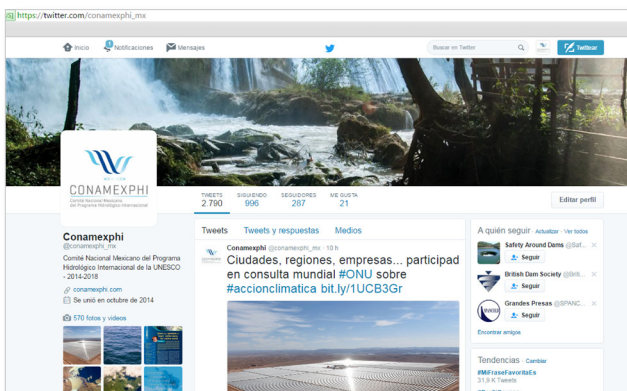 https://twitter.com/conamexphi_mx
Inicio
1
Notificaciones
Mensajes
Buscar en Twitter
Twittear
CONAMEXPHI
Comité Nacional Mexicano
del Programa Hidrológico Internacional
TWEETS
2.790
SIGUIENDO
996
SEGUIDORES
287
ME GUSTA
21
Editar perfil
Conamexphi
@conamexphi_mx
Comité Nacional Mexicano del Programa
Hidrológico Internacional de la UNESCO
- 2014-2018
conamexphi.com
Se unió en octubre de 2014
570 fotos y videos
Tweets
Tweets y respuestas
Medios
Conamexphi @conamexphi_mx · 10 h
Ciudades, regiones, empresas... participad
en consulta mundial #ONU sobre
#accionclimatica bit.ly/1UCB3Gr
A quién seguir · Actualizar · Ver todos
Safety Around Dams @Saf...
Seguir
British Dam Society @Briti...
Seguir
Grandes Presas @SPANC...
Seguir
Encontrar amigos
Tendencias · Cambiar
#MiFraseFavoritaEs
31,9 K Tweets